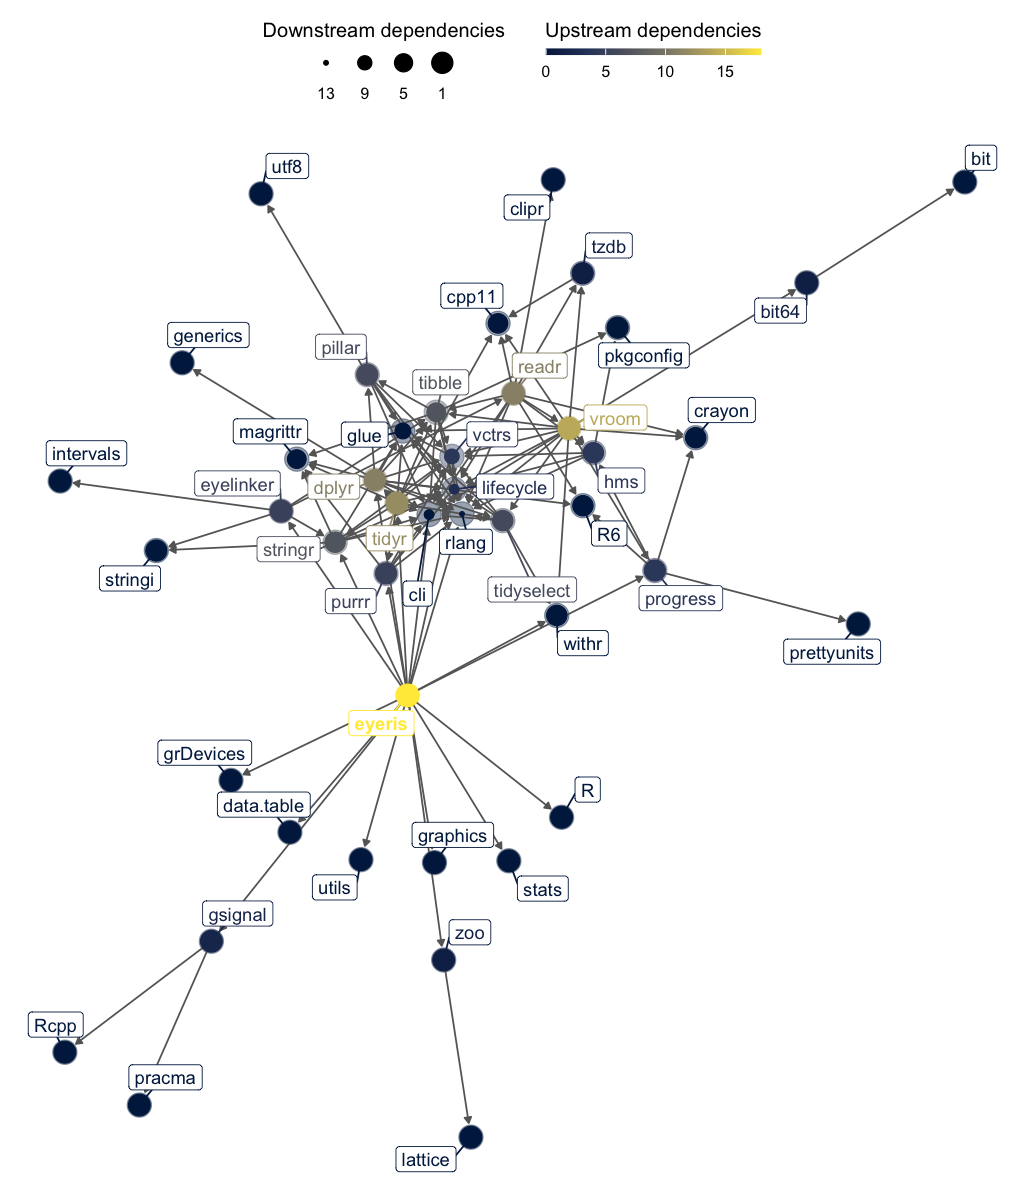 Downstream dependencies
13 9 5 1
Upstream dependencies
0 5 10 15
utf8
bit
clipr
tzdb
cpp11
bit64
generics
pillar
pkgconfig
readr
tibble
vroom
crayon
magrittr
glue
vctrs
intervals
eyelinker
dplyr
lifecycle
hms
tidyr
R6
stringr
rlang
stringi
purrr
cli
tidyselect
progress
withr
prettyunits
eyeris
grDevices
data.table
R
graphics
utils
stats
gsignal
zoo
Rcpp
pracma
lattice